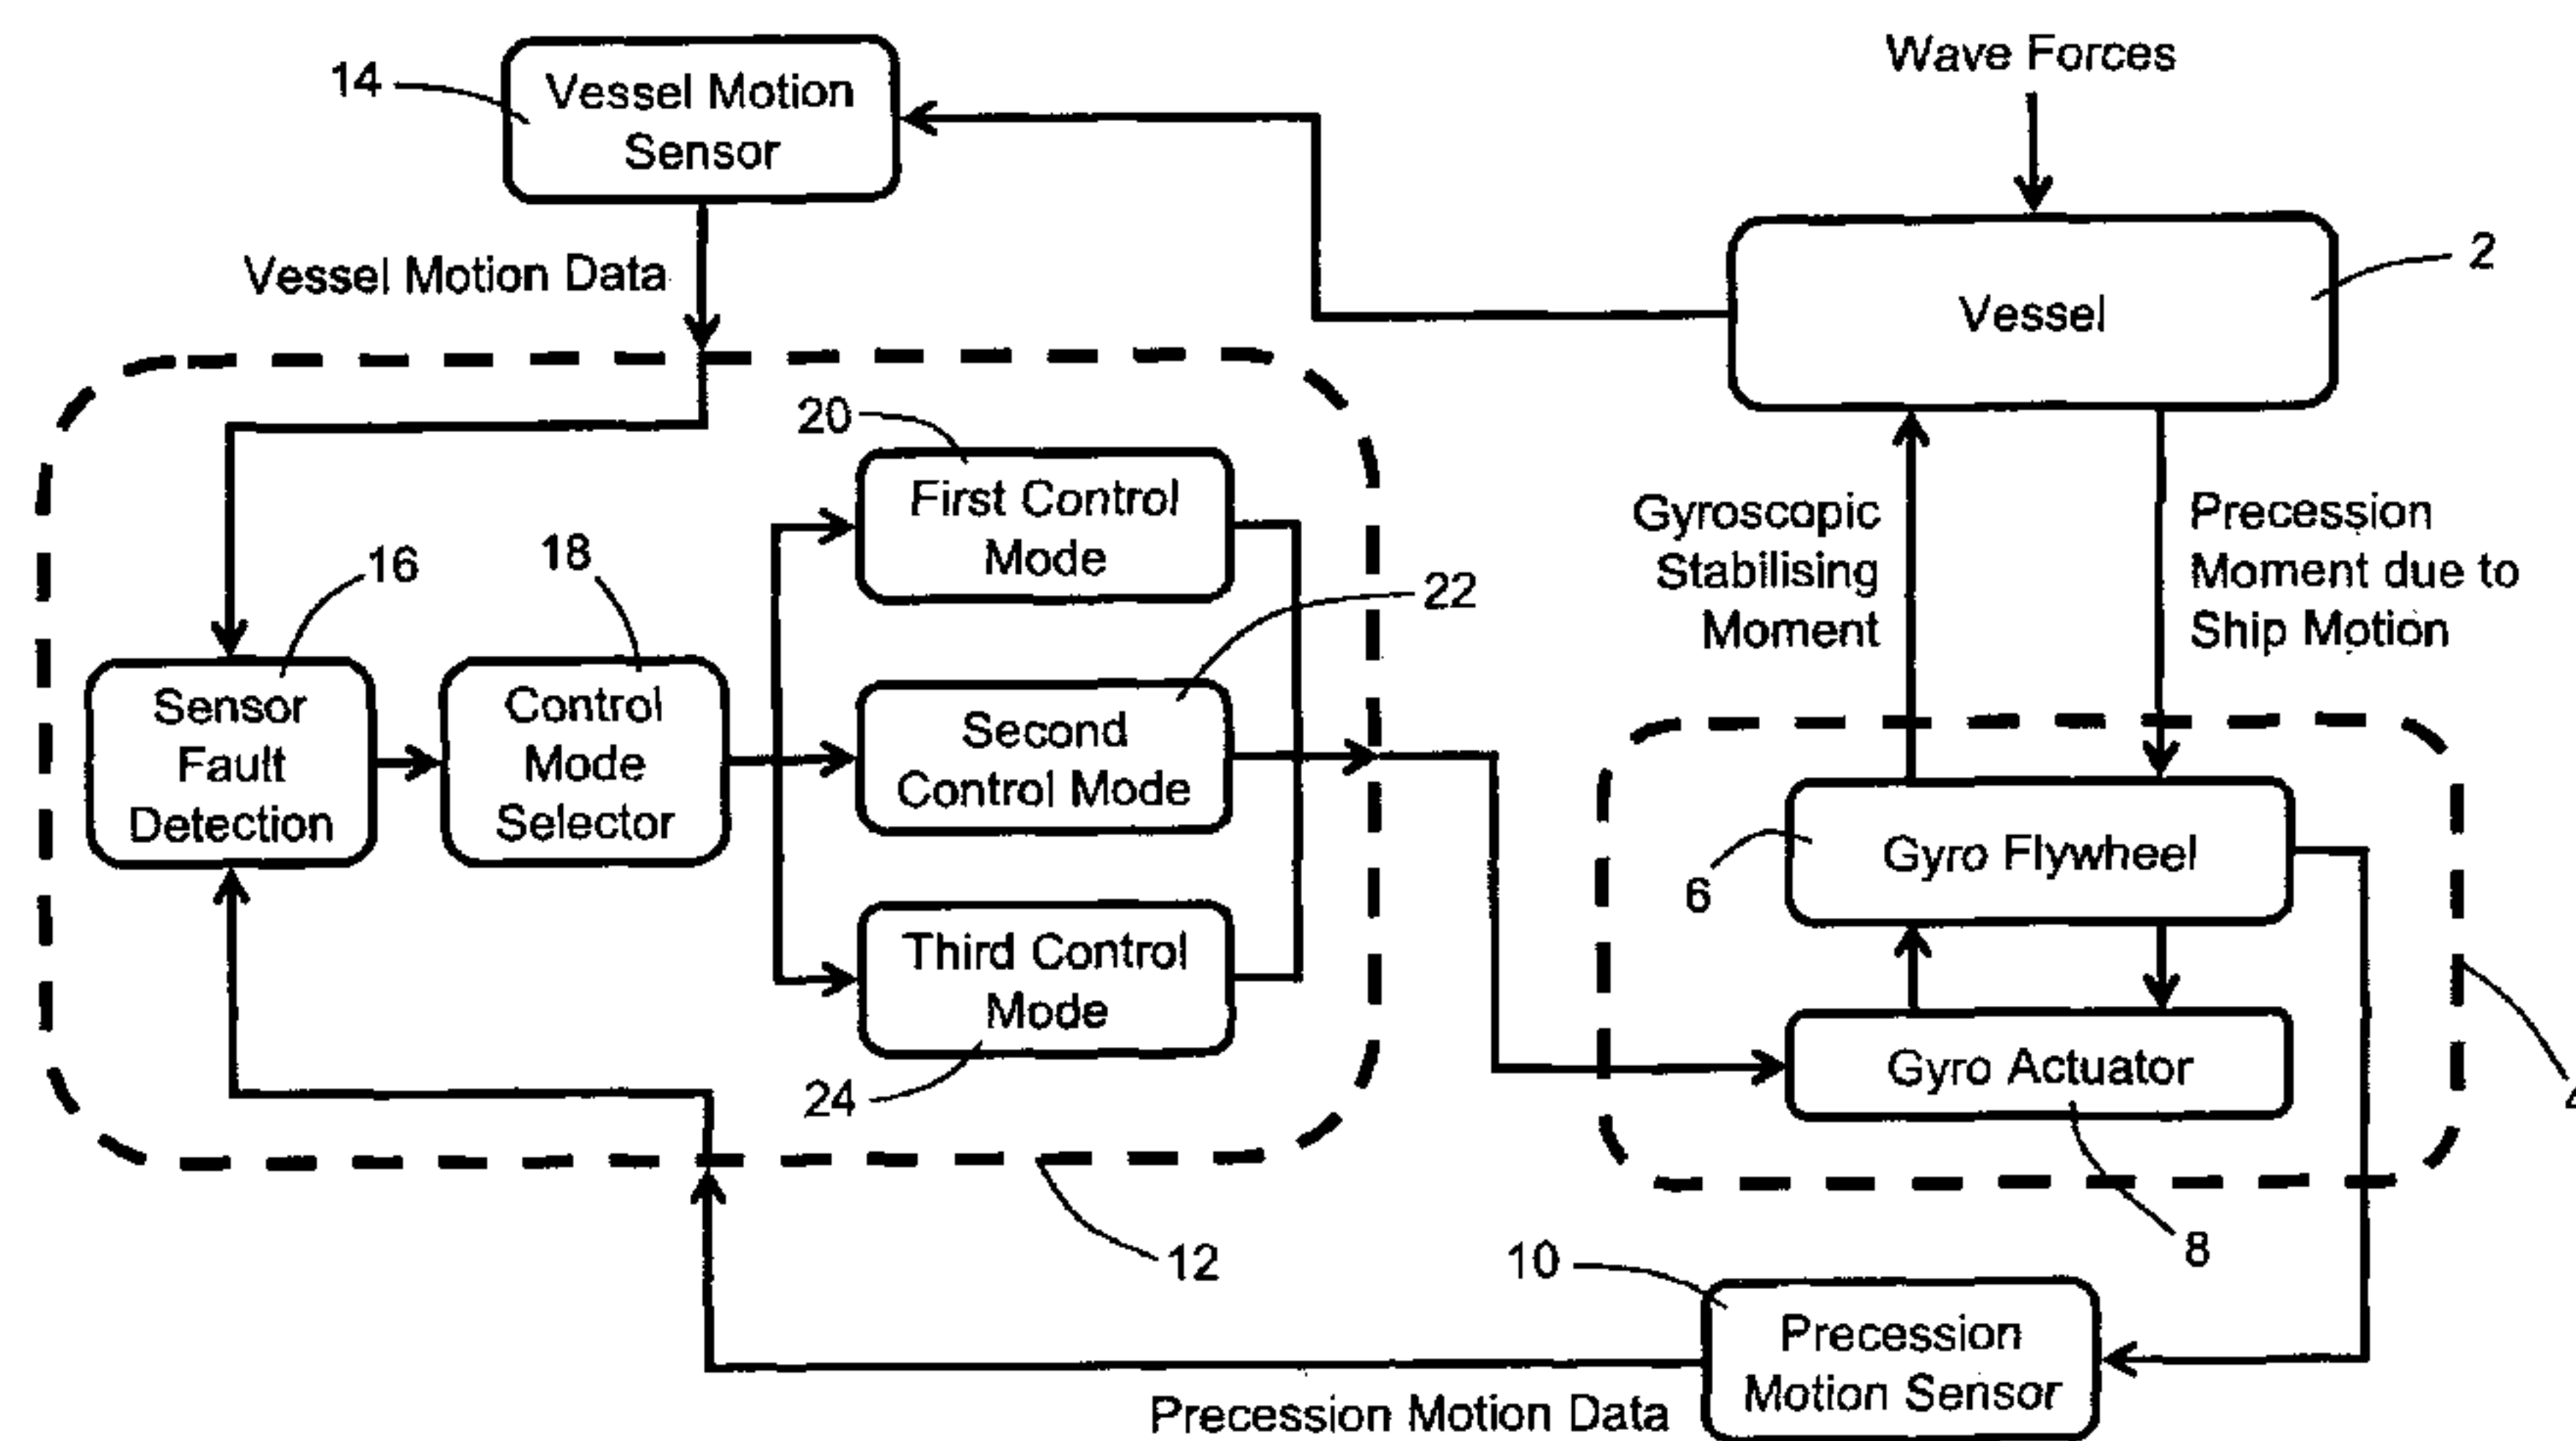 Wave Forces
14
Vessel Motion
Sensor
2
Vessel
Vessel Motion Data
20
First Control
Mode
Gyroscopic
Stabilising
Moment
Precession
Moment due to
Ship Motion
16
18
22
Sensor
Fault
Detection
Control
Mode
Selector
Second
Control Mode
6
Gyro Flywheel
Third Control
Mode
24
Gyro Actuator
4
12
8
10
Precession
Motion Sensor
Precession Motion Data